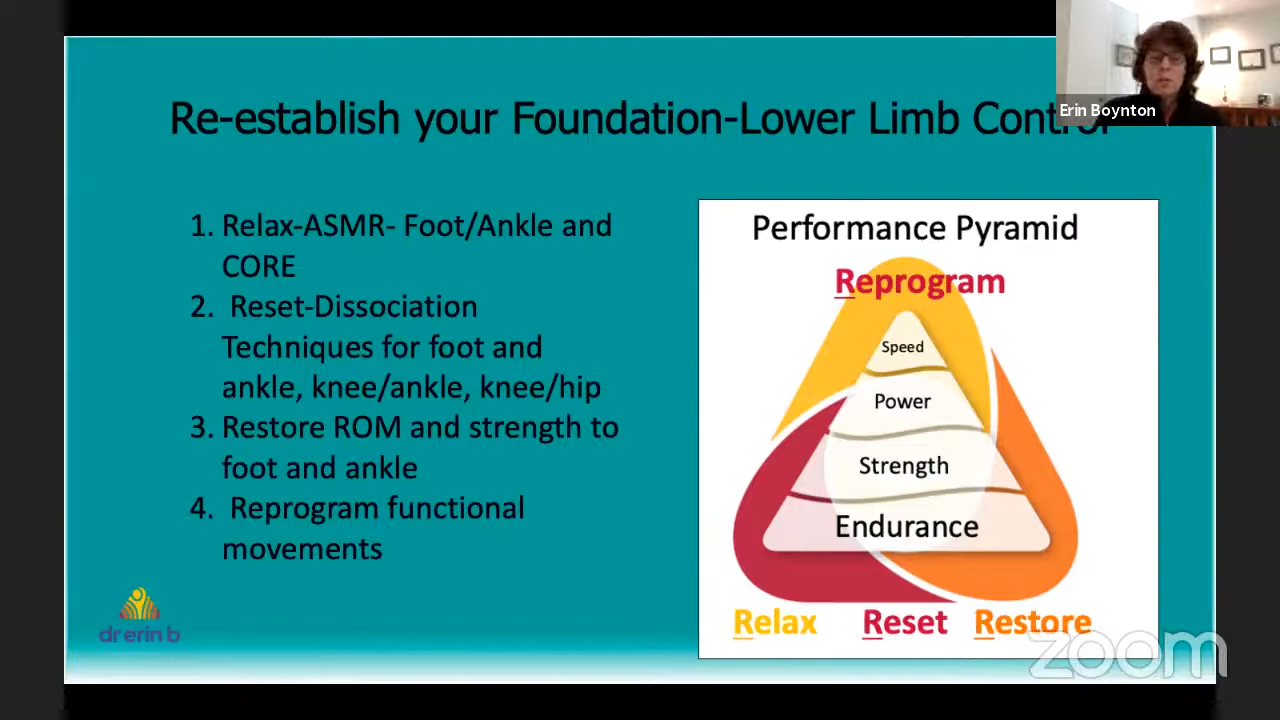 Re-establish your Foundation-Lower Limb Control
Erin Boynton
1. Relax-ASMR- Foot/Ankle and
CORE
2. Reset-Dissociation
Techniques for foot and
ankle, knee/ankle, knee/hip
3. Restore ROM and strength to
foot and ankle
4. Reprogram functional
movements
Performance Pyramid
Reprogram
Speed
Power
Strength
Endurance
Relax Reset Restore
dr erin b
zoom